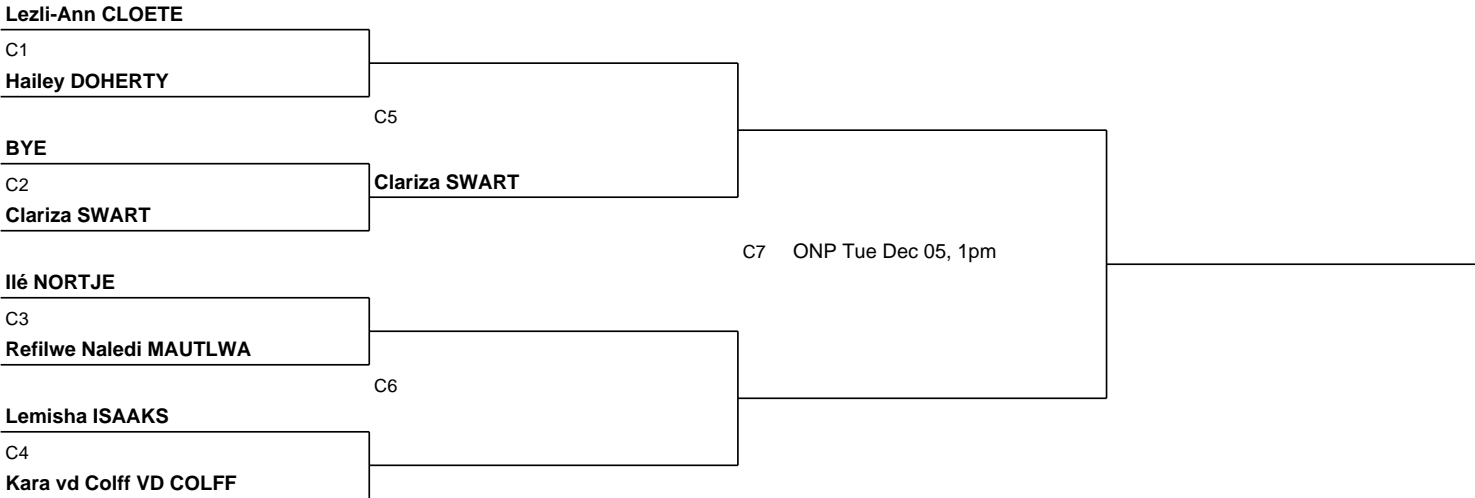 Lezli-Ann CLOETE
C1
Hailey DOHERTY
C5
BYE
C2
Clariza SWART
Clariza SWART
C7 ONP Tue Dec 05, 1pm
Ilé NORTJE
C3
Refilwe Naledi MAUTLWA
C6
Lemisha ISAAKS
C4
Kara vd Colff VD COLFF